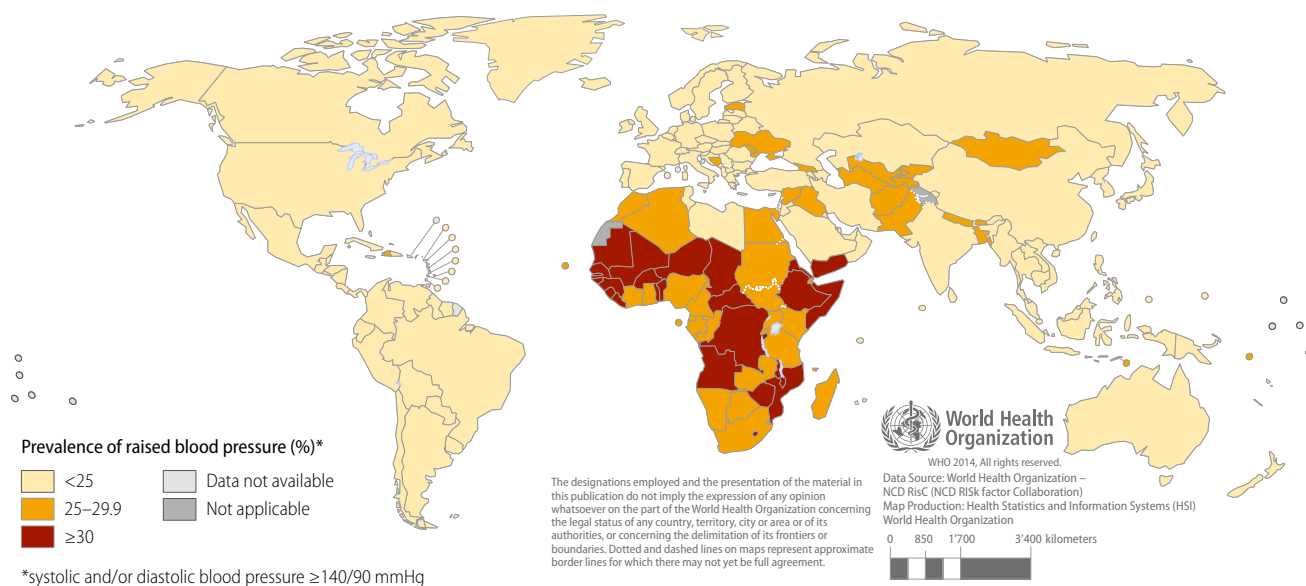 Prevalence of raised blood pressure (%)*
<25
25–29.9
≥30
Data not available
Not applicable
*systolic and/or diastolic blood pressure ≥140/90 mmHg
The designations employed and the presentation of the material in
this publication do not imply the expression of any opinion
whatsoever on the part of the World Health Organization concerning
the legal status of any country, territory, city or area or of its
authorities, or concerning the delimitation of its frontiers or
boundaries. Dotted and dashed lines on maps represent approximate
border lines for which there may not yet be full agreement.
World Health
Organization
WHO 2014, All rights reserved.
Data Source: World Health Organization –
NCD RisC (NCD RISk factor Collaboration)
Map Production: Health Statistics and Information Systems (HSI)
World Health Organization
0 850 1'700 3'400 kilometers